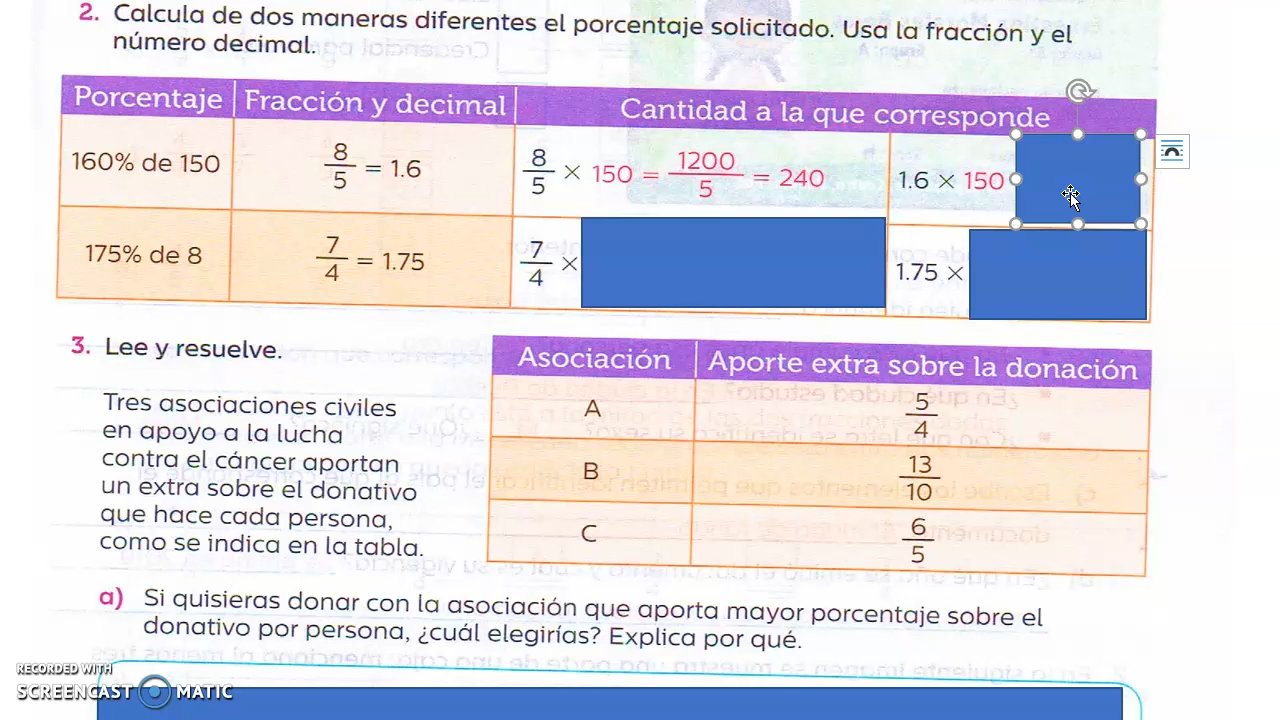 2. Calcula de dos maneras diferentes el porcentaje solicitado. Usa la fracción y el
número decimal.
Porcentaje Fracción y decimal Cantidad a la que corresponde
160% de 150 8/5 = 1.6 8/5 × 150 = 1200/5 = 240 1.6 × 150
175% de 8 7/4 = 1.75 7/4 × 1.75 ×
3. Lee y resuelve.
Tres asociaciones civiles
en apoyo a la lucha
contra el cáncer aportan
un extra sobre el donativo
que hace cada persona,
como se indica en la tabla.
Asociación Aporte extra sobre la donación
A 5/4
B 13/10
C 6/5
a) Si quisieras donar con la asociación que aporta mayor porcentaje sobre el
donativo por persona, ¿cuál elegirías? Explica por qué.
RECORDED WITH
SCREENCAST MATIC